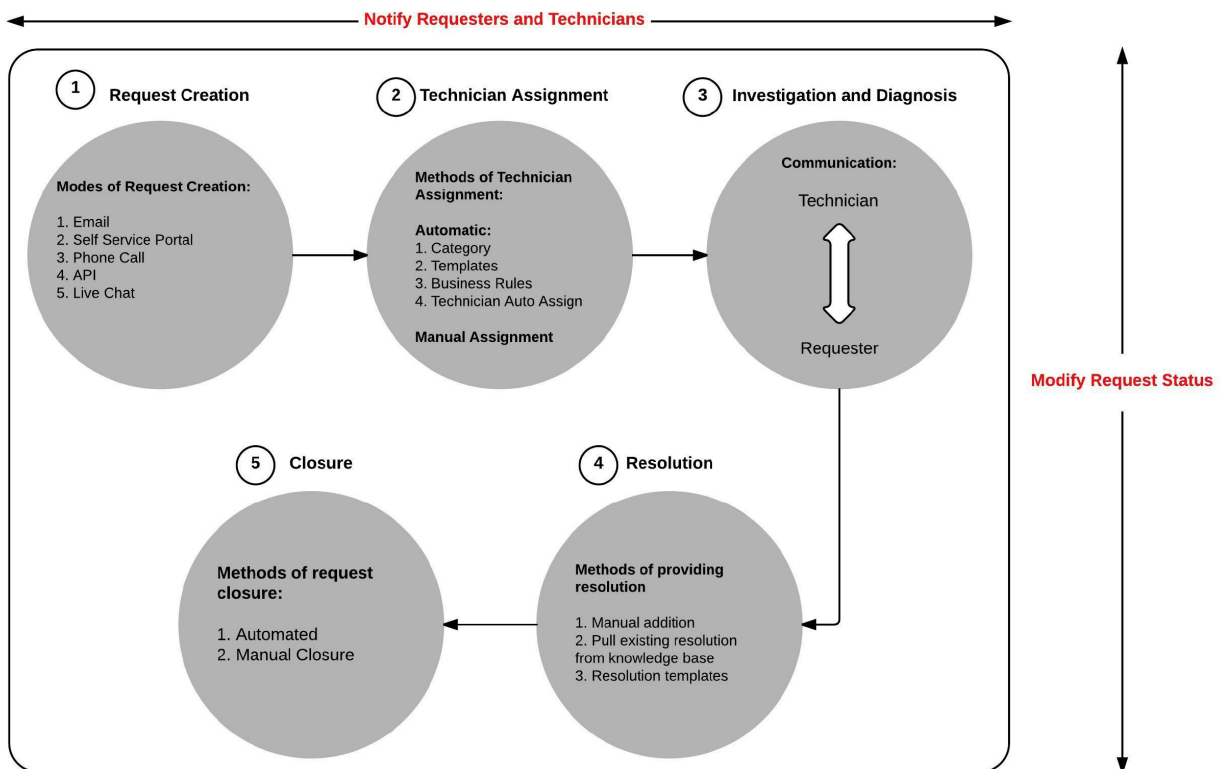 Notify Requesters and Technicians
1
Request Creation
Modes of Request Creation:
1. Email
2. Self Service Portal
3. Phone Call
4. API
5. Live Chat
2
Technician Assignment
Methods of Technician
Assignment:
Automatic:
1. Category
2. Templates
3. Business Rules
4. Technician Auto Assign
Manual Assignment
3
Investigation and Diagnosis
Communication:
Technician
Requester
Modify Request Status
4
Resolution
Methods of providing
resolution
1. Manual addition
2. Pull existing resolution
from knowledge base
3. Resolution templates
5
Closure
Methods of request
closure:
1. Automated
2. Manual Closure